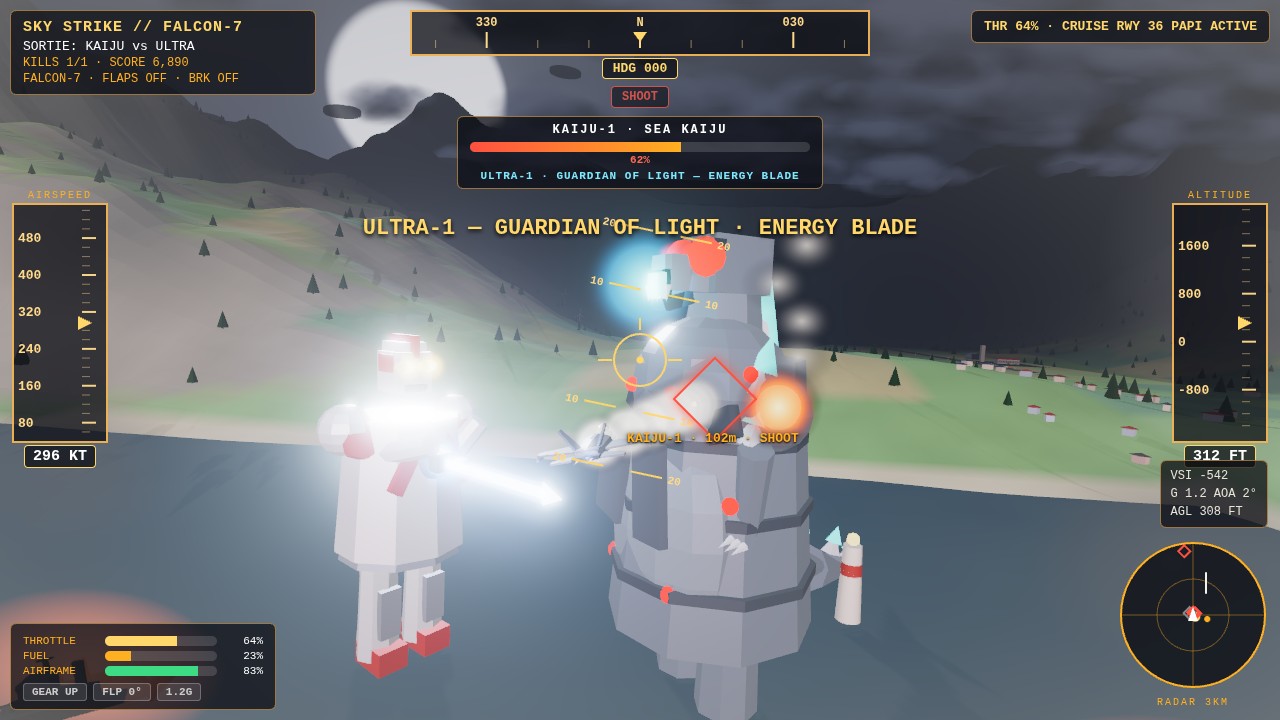 SKY STRIKE // FALCON-7
SORTIE: KAIJU vs ULTRA
KILLS 1/1 · SCORE 6,890
FALCON-7 · FLAPS OFF · BRK OFF
330 N 030
HDG 000
SHOOT
THR 64% · CRUISE RWY 36 PAPI ACTIVE
KAIJU-1 · SEA KAIJU
62%
ULTRA-1 · GUARDIAN OF LIGHT — ENERGY BLADE
ULTRA-1 — GUARDIAN OF LIGHT · ENERGY BLADE
20 20
10 10
10
20
KAIJU-1 · 102m · SHOOT
AIRSPEED
480
400
320
240
160
80
296 KT
ALTITUDE
1600
800
0
-800
312 FT
VSI -542
G 1.2 AOA 2°
AGL 308 FT
THROTTLE 64%
FUEL 23%
AIRFRAME 83%
GEAR UP FLP 0° 1.2G
RADAR 3KM